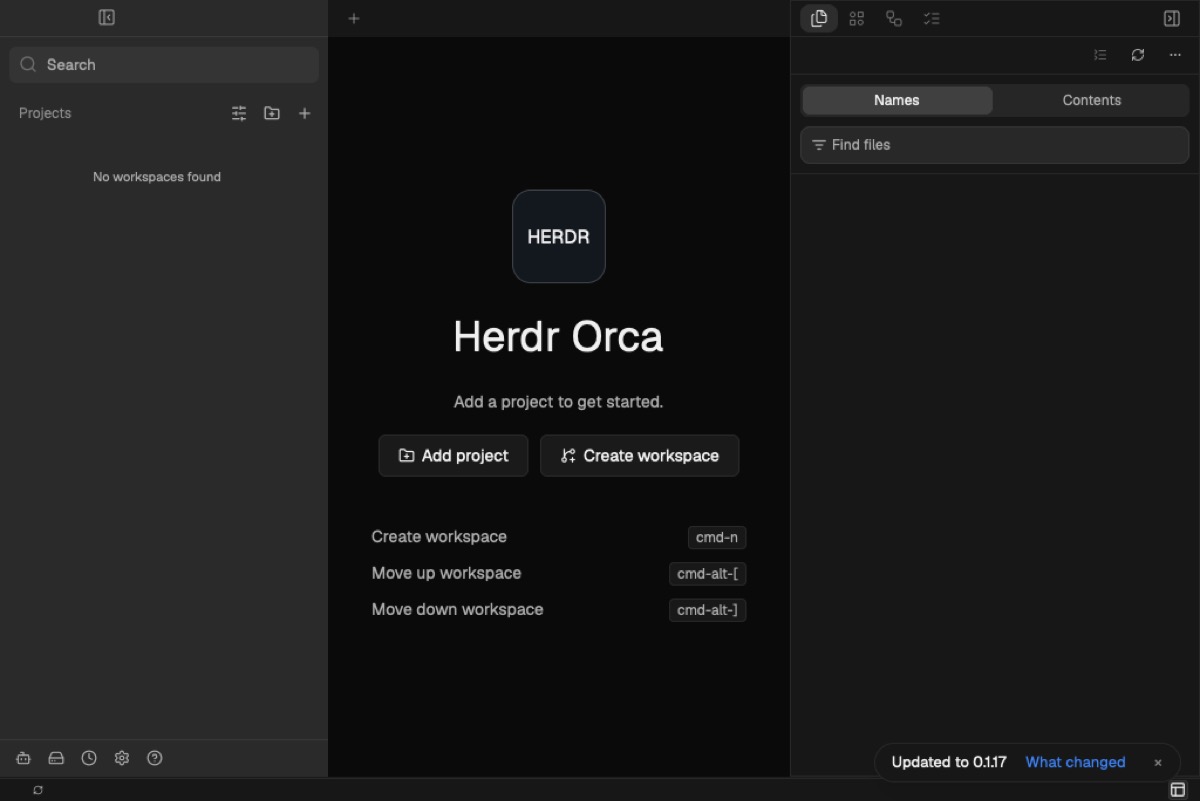 Search
Projects
No workspaces found
HERDR
Herdr Orca
Add a project to get started.
Add project
Create workspace
Create workspace cmd-n
Move up workspace cmd-alt-[
Move down workspace cmd-alt-]
Names
Contents
Find files
Updated to 0.1.17 What changed ×